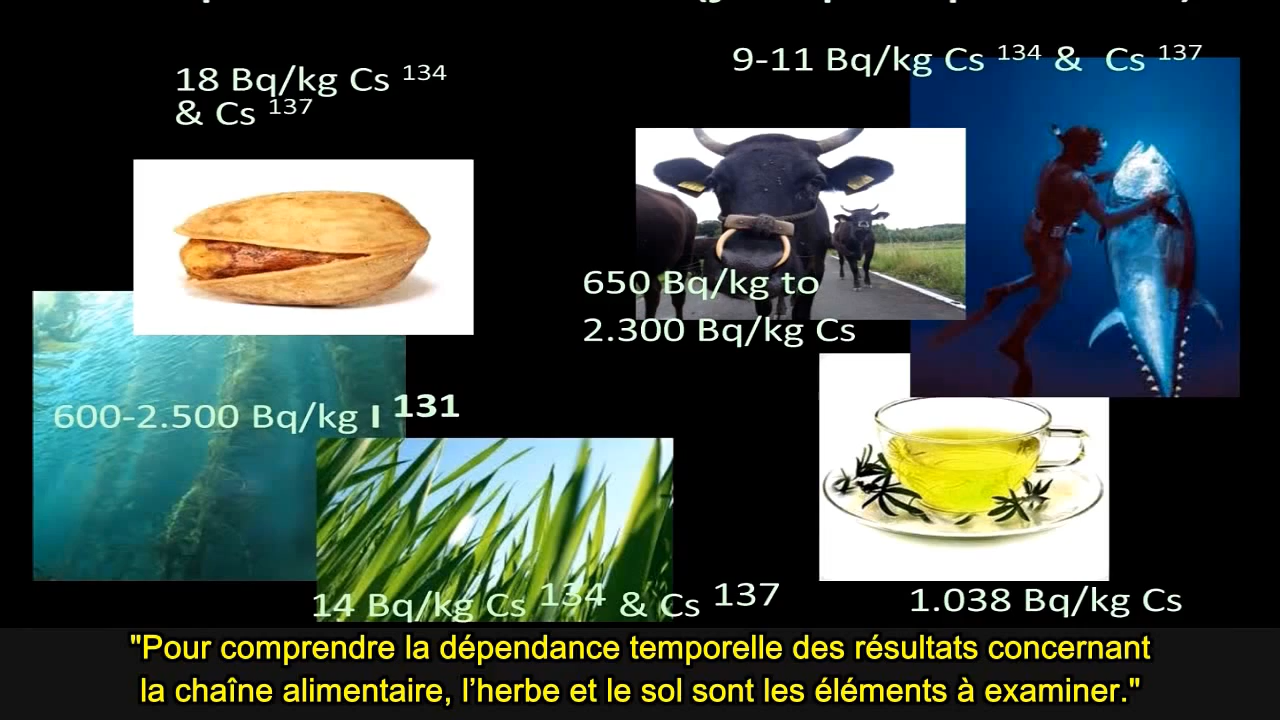 18 Bq/kg Cs 134
& Cs 137
9-11 Bq/kg Cs 134 & Cs 137
650 Bq/kg to
2.300 Bq/kg Cs
600-2.500 Bq/kg I 131
14 Bq/kg Cs 134 & Cs 137
1.038 Bq/kg Cs
"Pour comprendre la dépendance temporelle des résultats concernant
la chaîne alimentaire, l’herbe et le sol sont les éléments à examiner."